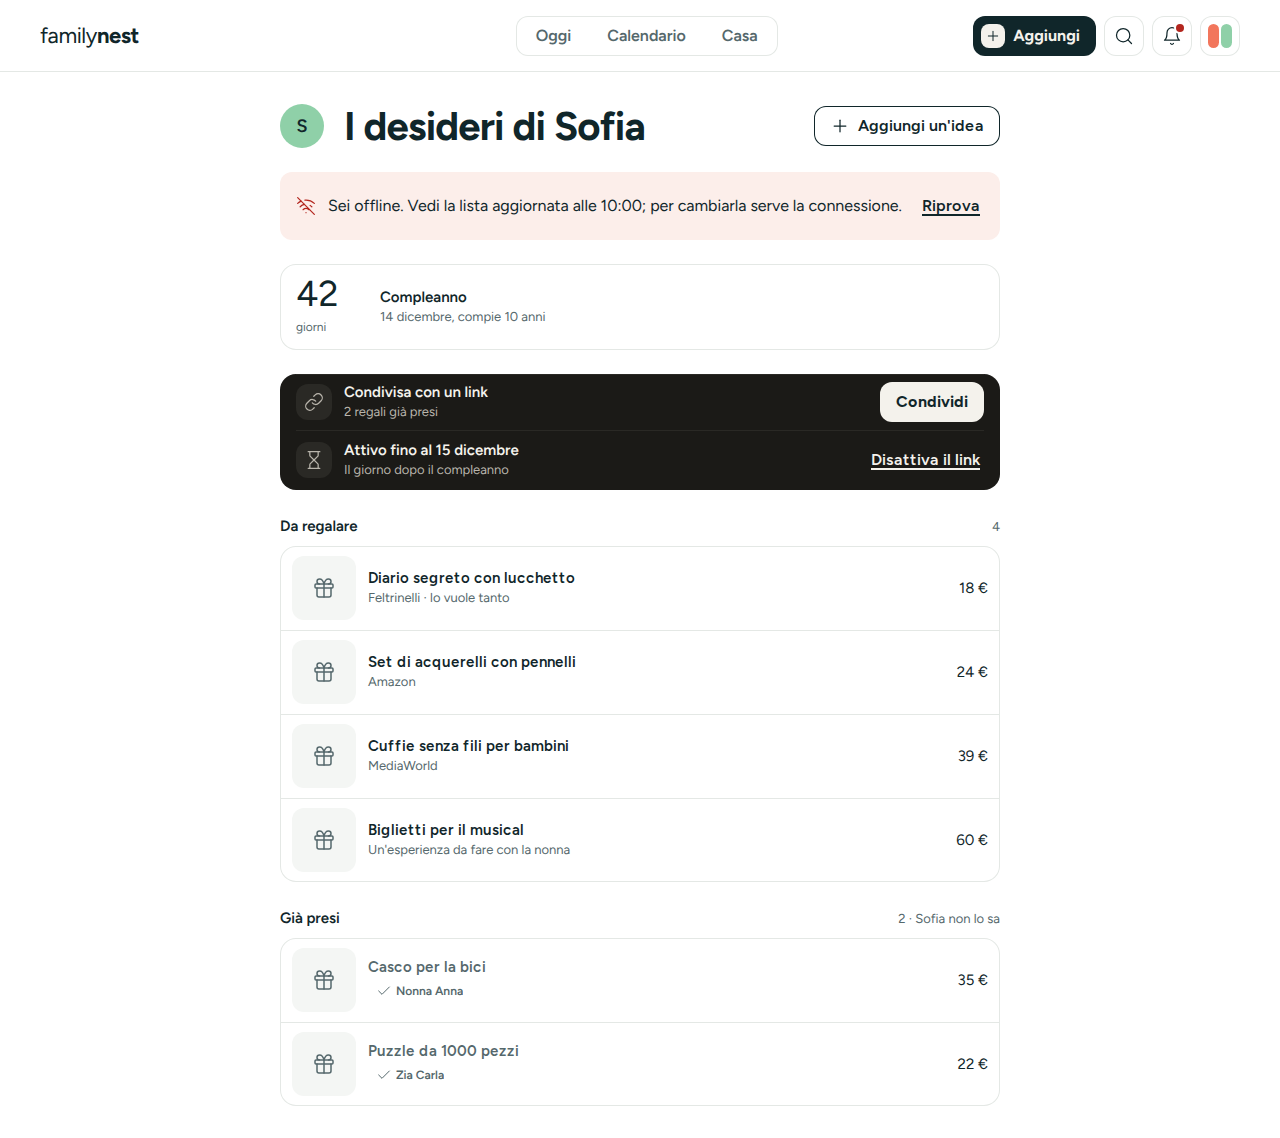 familynest
Oggi
Calendario
Casa
Aggiungi
S
I desideri di Sofia
Aggiungi un'idea
Sei offline. Vedi la lista aggiornata alle 10:00; per cambiarla serve la connessione.
Riprova
42
giorni
Compleanno
14 dicembre, compie 10 anni
Condivisa con un link
2 regali già presi
Condividi
Attivo fino al 15 dicembre
Il giorno dopo il compleanno
Disattiva il link
Da regalare
4
Diario segreto con lucchetto
Feltrinelli · lo vuole tanto
18 €
Set di acquerelli con pennelli
Amazon
24 €
Cuffie senza fili per bambini
MediaWorld
39 €
Biglietti per il musical
Un'esperienza da fare con la nonna
60 €
Già presi
2 · Sofia non lo sa
Casco per la bici
Nonna Anna
35 €
Puzzle da 1000 pezzi
Zia Carla
22 €